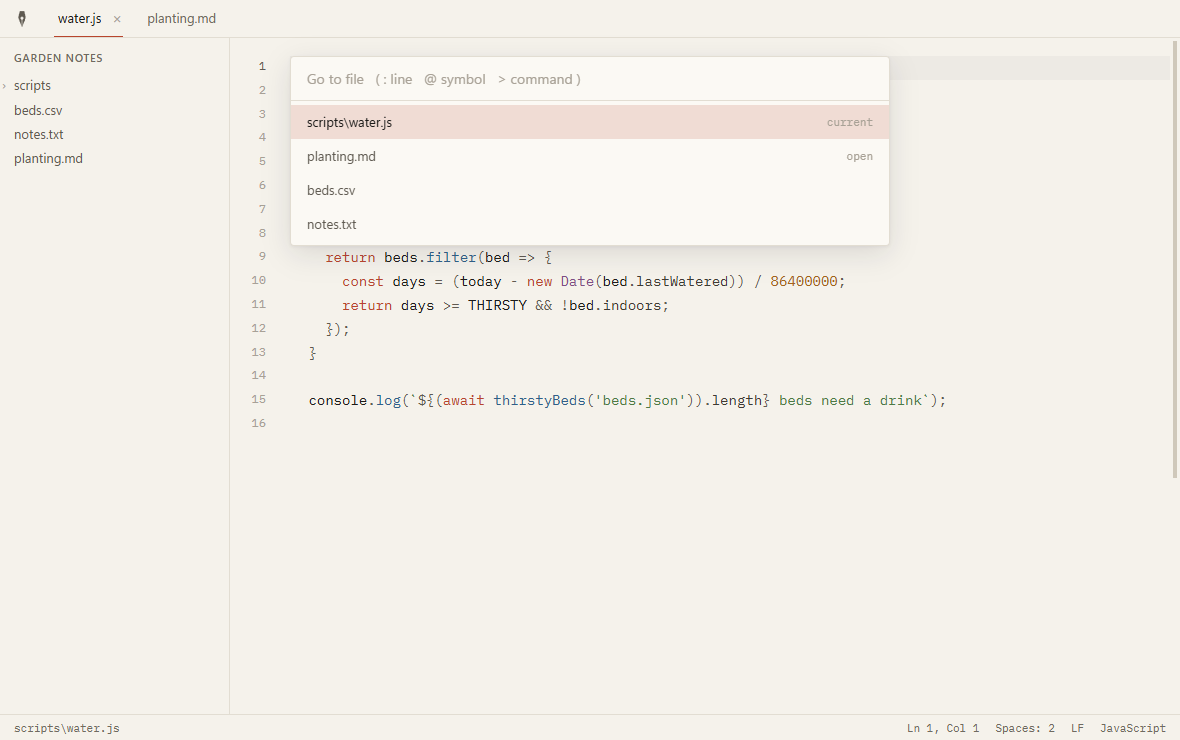 water.js ×
planting.md
GARDEN NOTES
› scripts
beds.csv
notes.txt
planting.md
Go to file ( : line @ symbol > command )
scripts\water.js current
planting.md open
beds.csv
notes.txt
1
2
3
4
5
6
7
8
9 return beds.filter(bed => {
10 const days = (today - new Date(bed.lastWatered)) / 86400000;
11 return days >= THIRSTY && !bed.indoors;
12 });
13 }
14
15 console.log(`${(await thirstyBeds('beds.json')).length} beds need a drink`);
16
scripts\water.js
Ln 1, Col 1 Spaces: 2 LF JavaScript